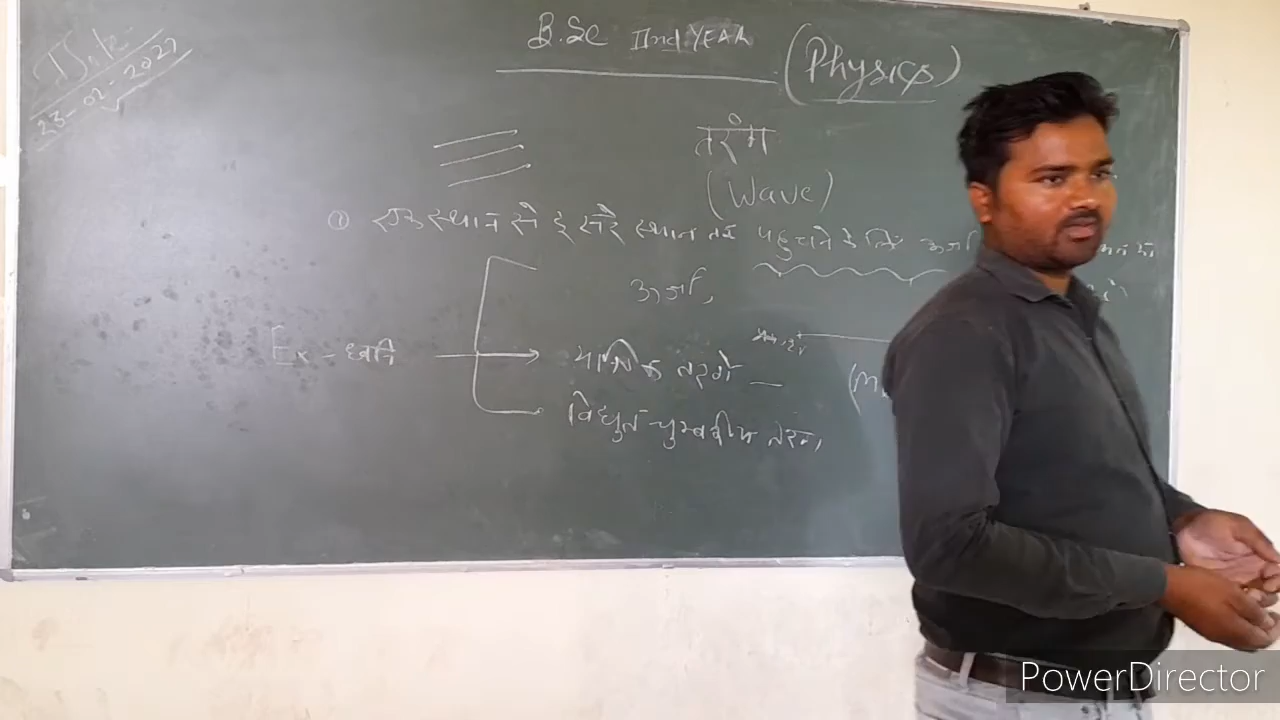 B.Sc IInd YEAR (Physics)
23-02-2021
तरंग
(Wave)
① एक स्थान से दूसरे स्थान तक पहुचाने के लिए ऊर्जा
ऊर्जा,
Ex - ध्वनि
यांत्रिक तरंगे —
(M
विद्युत चुम्बकीय तरंग,
PowerDirector